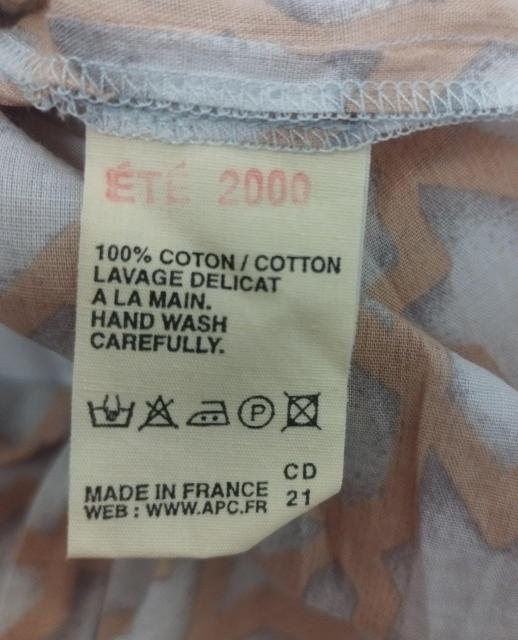 ÉTÉ 2000
100% COTON / COTTON
LAVAGE DELICAT
A LA MAIN.
HAND WASH
CAREFULLY.
P
CD
21
MADE IN FRANCE
WEB : WWW.APC.FR